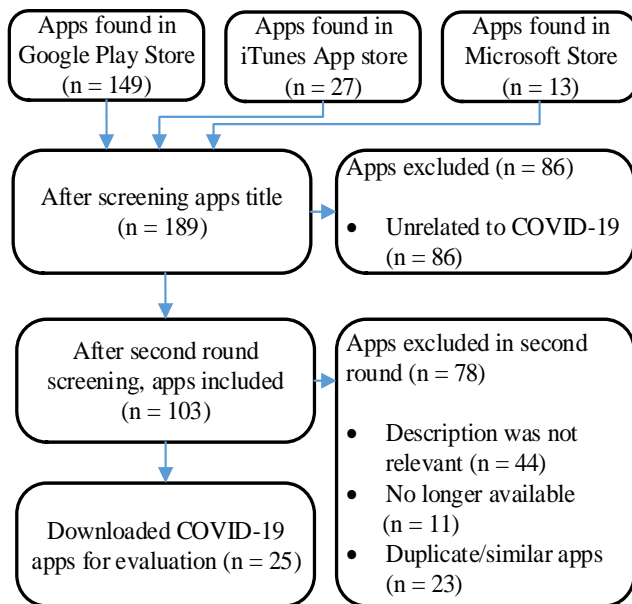 Apps found in
Google Play Store
(n = 149)
Apps found in
iTunes App store
(n = 27)
Apps found in
Microsoft Store
(n = 13)
After screening apps title
(n = 189)
Apps excluded (n = 86)
• Unrelated to COVID-19
(n = 86)
After second round
screening, apps included
(n = 103)
Apps excluded in second
round (n = 78)
• Description was not
relevant (n = 44)
• No longer available
(n = 11)
• Duplicate/similar apps
(n = 23)
Downloaded COVID-19
apps for evaluation (n = 25)